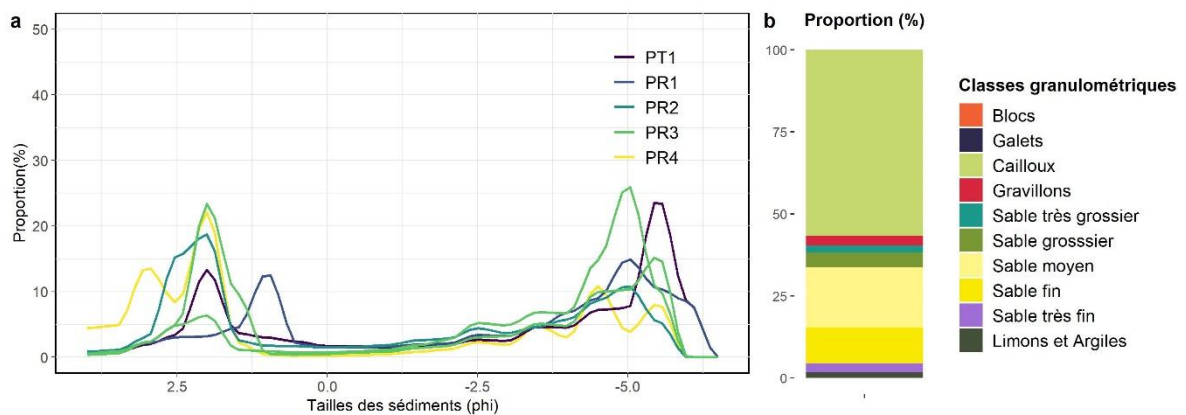 a
50
40
30
20
10
0
Proportion(%)
2.5
0.0
-2.5
-5.0
Tailles des sédiments (phi)
PT1
PR1
PR2
PR3
PR4
b
Proportion (%)
100
75
50
25
0
Classes granulométriques
Blocs
Galets
Cailloux
Gravillons
Sable très grossier
Sable grosssier
Sable moyen
Sable fin
Sable très fin
Limons et Argiles